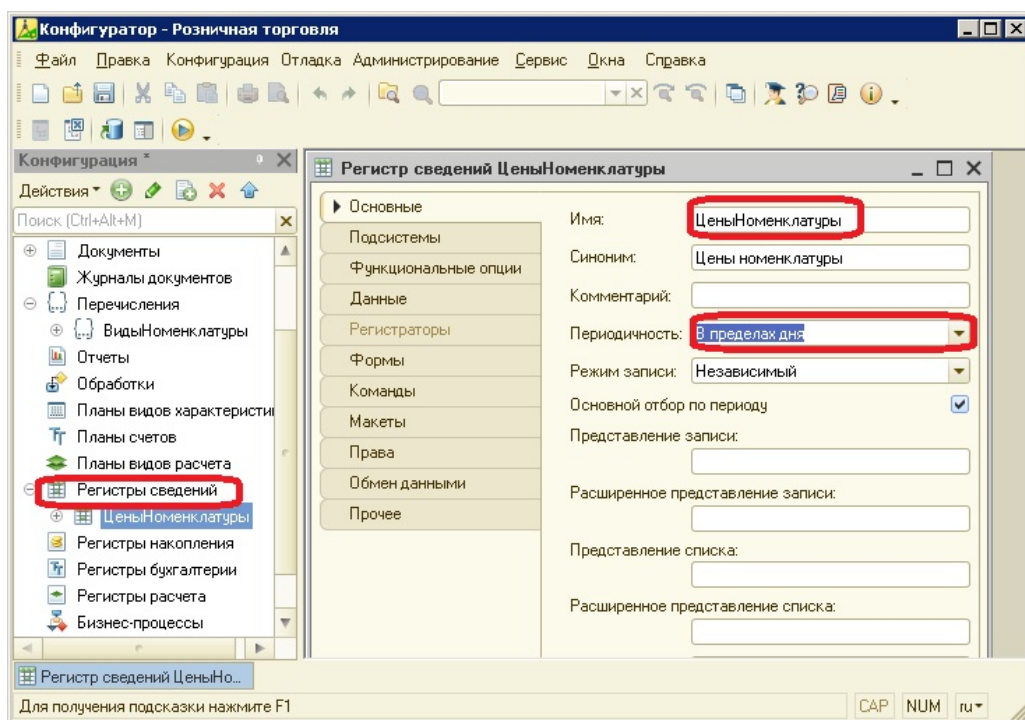 Конфигуратор - Розничная торговля
Файл Правка Конфигурация Отладка Администрирование Сервис Окна Справка
Конфигурация *
Действия
Поиск (Ctrl+Alt+M)
Документы
Журналы документов
Перечисления
ВидыНоменклатуры
Отчеты
Обработки
Планы видов характеристи
Планы счетов
Планы видов расчета
Регистры сведений
ЦеныНоменклатуры
Регистры накопления
Регистры бухгалтерии
Регистры расчета
Бизнес-процессы
Регистр сведений ЦеныНоменклатуры
Основные
Подсистемы
Функциональные опции
Данные
Регистраторы
Формы
Команды
Макеты
Права
Обмен данными
Прочее
Имя: ЦеныНоменклатуры
Синоним: Цены номенклатуры
Комментарий:
Периодичность: В пределах дня
Режим записи: Независимый
Основной отбор по периоду
Представление записи:
Расширенное представление записи:
Представление списка:
Расширенное представление списка:
Регистр сведений ЦеныНо...
Для получения подсказки нажмите F1 CAP NUM ru